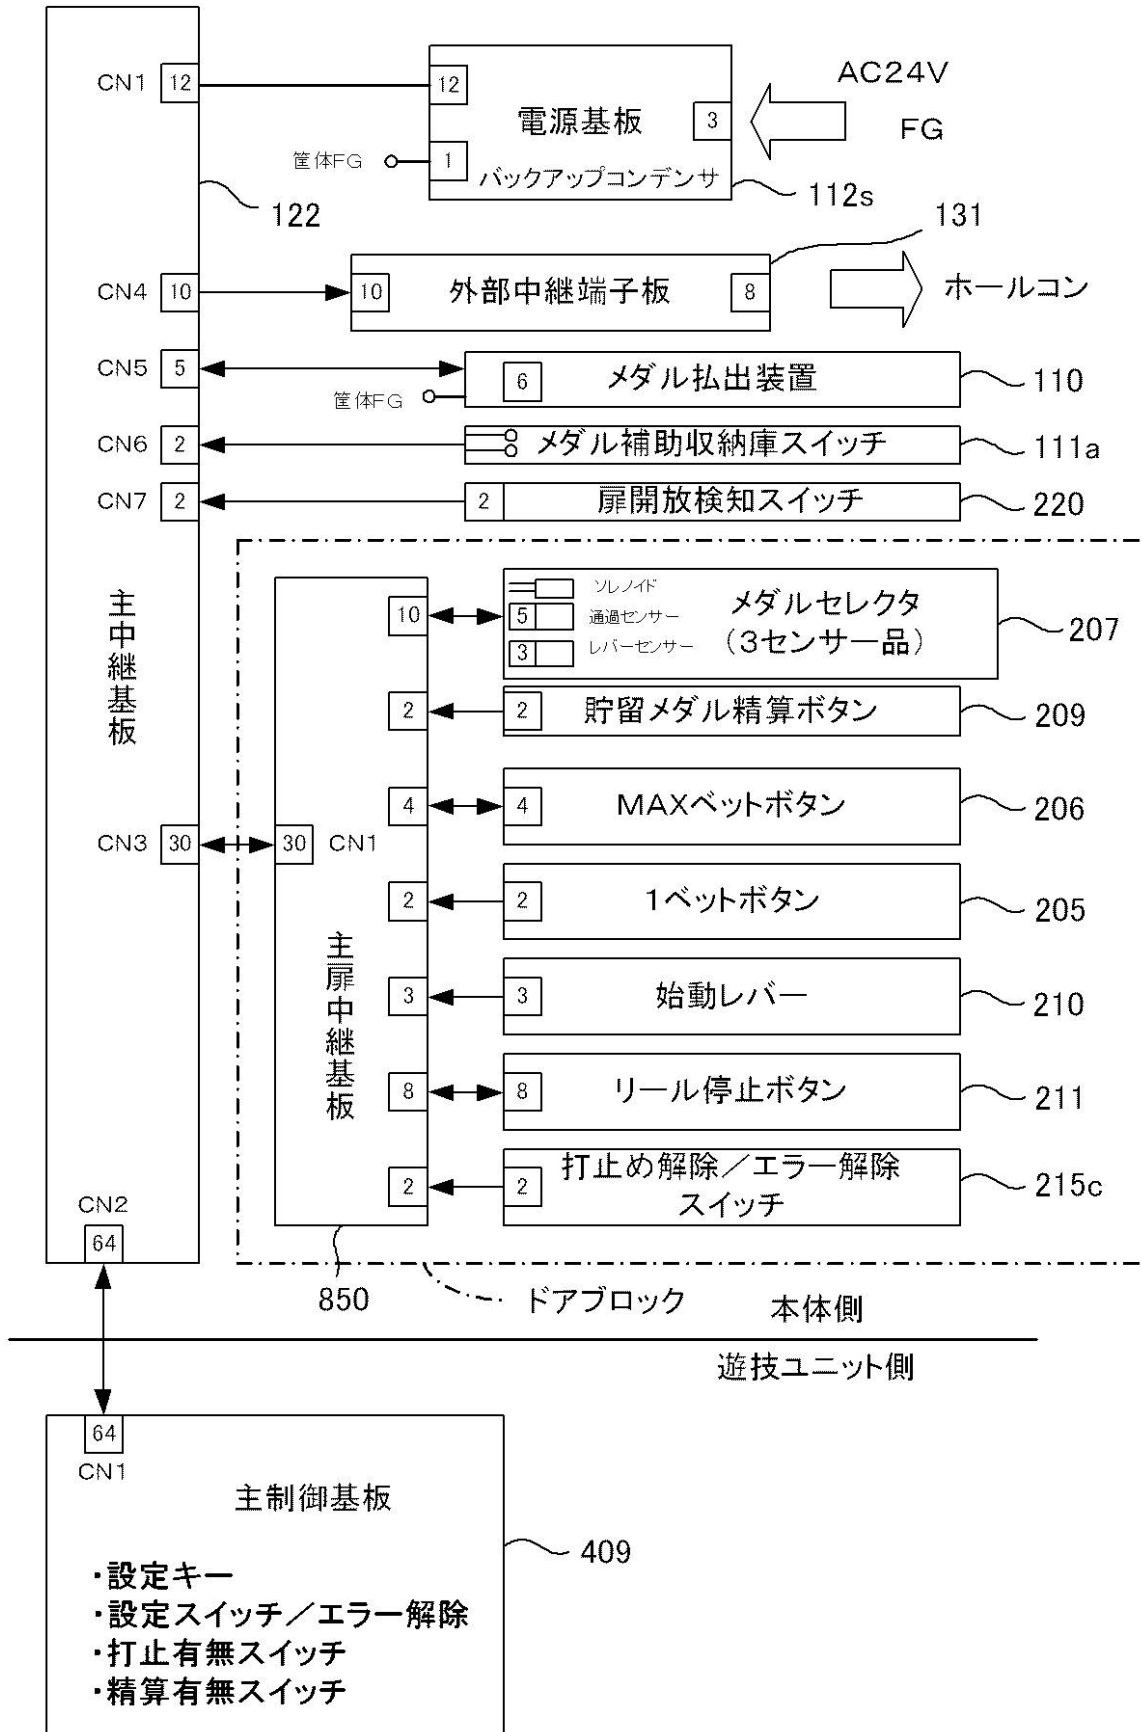 CN1 12 12 電源基板 3 AC24V
FG
筐体FG 1 バックアップコンデンサ
122
112s
131
CN4 10 10 外部中継端子板 8 ホールコン
CN5 5 6 メダル払出装置 110
筐体FG
CN6 2 メダル補助収納庫スイッチ 111a
CN7 2 2 扉開放検知スイッチ 220
主中継基板
10 ソレノイド
5 通過センサー
3 レバーセンサー
メダルセレクタ
(3センサー品)
207
2 2 貯留メダル精算ボタン 209
4 4 MAXベットボタン 206
CN3 30 30 CN1
2 2 1ベットボタン 205
主扉中継基板
3 3 始動レバー 210
8 8 リール停止ボタン 211
2 2 打止め解除/エラー解除
スイッチ
215c
CN2
64
850
ドアブロック
本体側
遊技ユニット側
64
CN1
主制御基板
409
・設定キー
・設定スイッチ/エラー解除
・打止有無スイッチ
・精算有無スイッチ